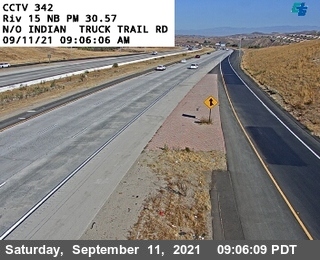 CCTV 342
Riv 15 NB PM 30.57
N/O INDIAN TRUCK TRAIL RD
09/11/21 09:06:06 AM
Saturday, September 11, 2021 09:06:09 PDT